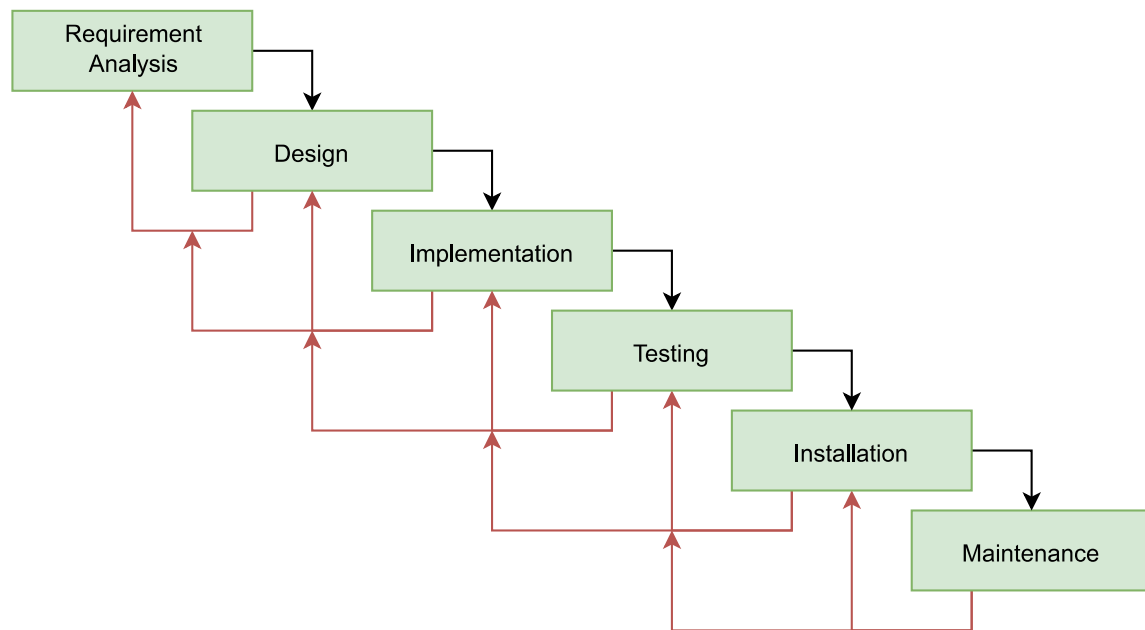 Requirement
Analysis
Design
Implementation
Testing
Installation
Maintenance